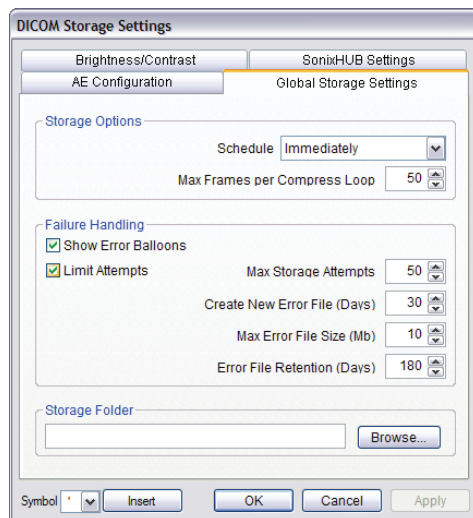 DICOM Storage Settings
Brightness/Contrast SonixHUB Settings
AE Configuration Global Storage Settings
Storage Options
Schedule Immediately
Max Frames per Compress Loop 50
Failure Handling
Show Error Balloons
Limit Attempts Max Storage Attempts 50
Create New Error File (Days) 30
Max Error File Size (Mb) 10
Error File Retention (Days) 180
Storage Folder
Browse...
Symbol ' Insert OK Cancel Apply